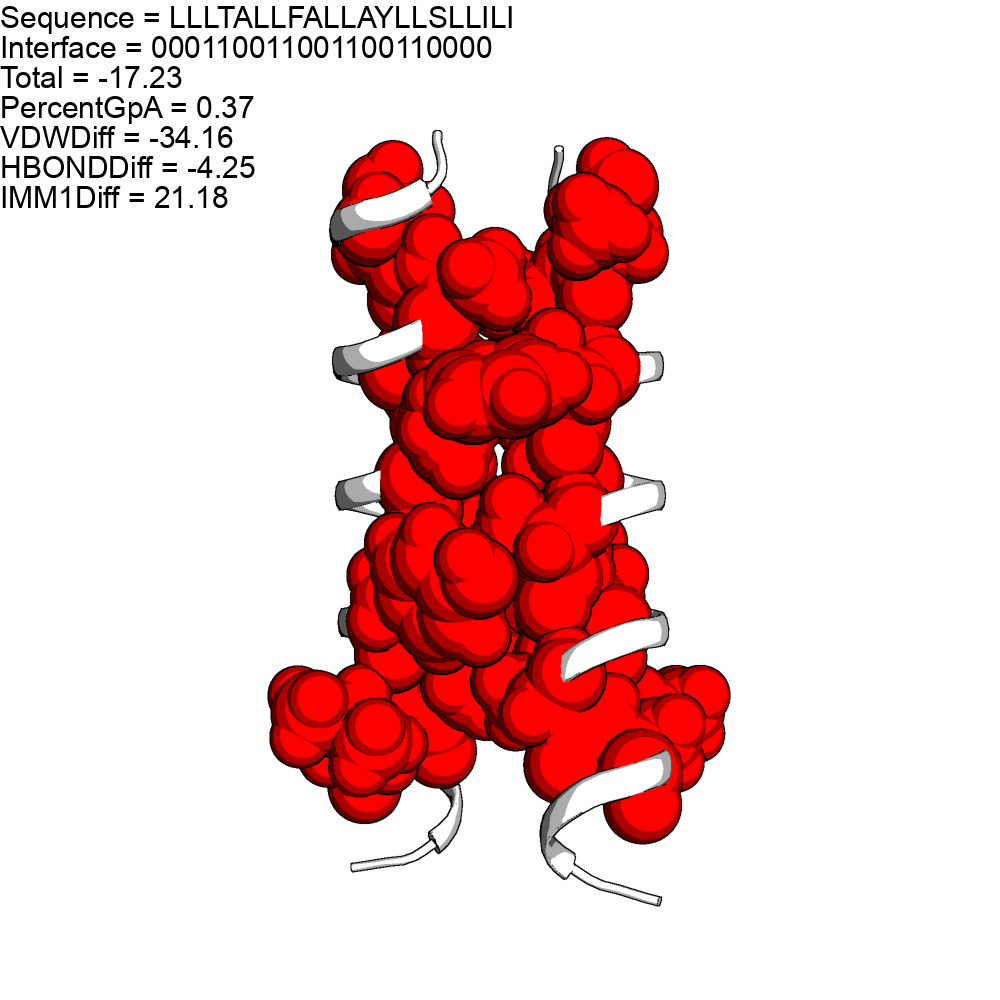 Sequence = LLLTALLFALLAYLLSLLILI
Interface = 000110011001100110000
Total = -17.23
PercentGpA = 0.37
VDWDiff = -34.16
HBONDDiff = -4.25
IMM1Diff = 21.18